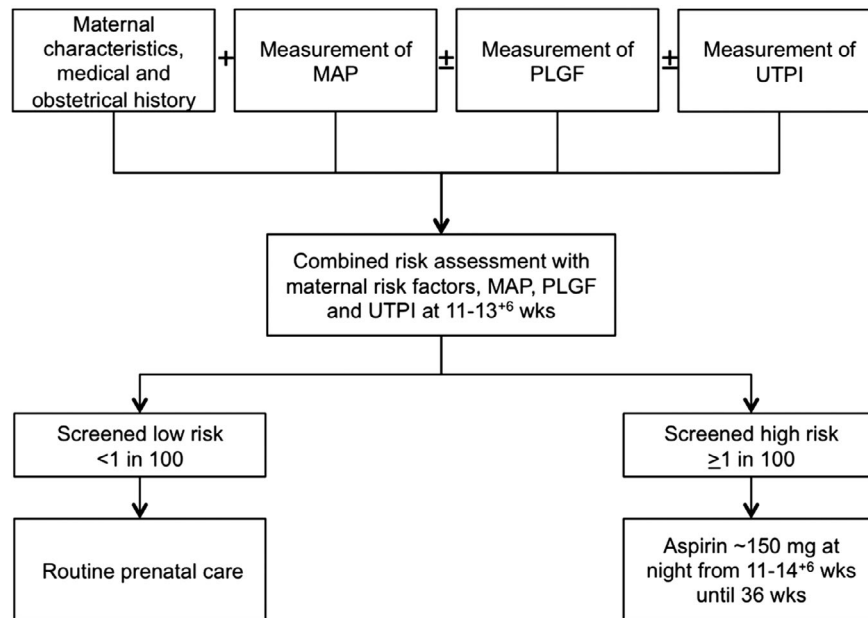 Maternal
characteristics,
medical and
obstetrical history
+
Measurement of
MAP
±
Measurement of
PLGF
±
Measurement of
UTPI
Combined risk assessment with
maternal risk factors, MAP, PLGF
and UTPI at 11-13⁺⁶ wks
Screened low risk
<1 in 100
Screened high risk
≥1 in 100
Routine prenatal care
Aspirin ~150 mg at
night from 11-14⁺⁶ wks
until 36 wks